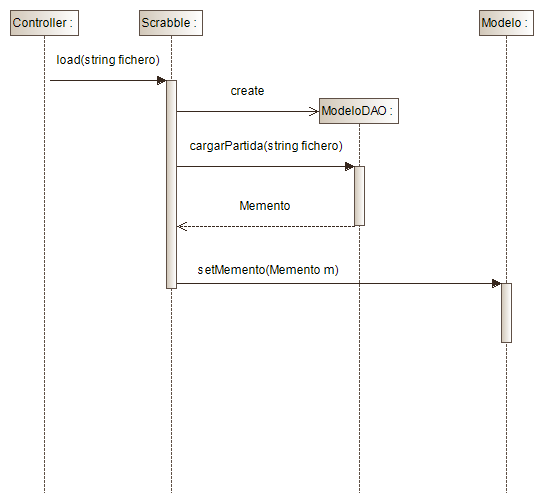 Controller :
Scrabble :
Modelo :
load(string fichero)
create
ModeloDAO :
cargarPartida(string fichero)
Memento
setMemento(Memento m)